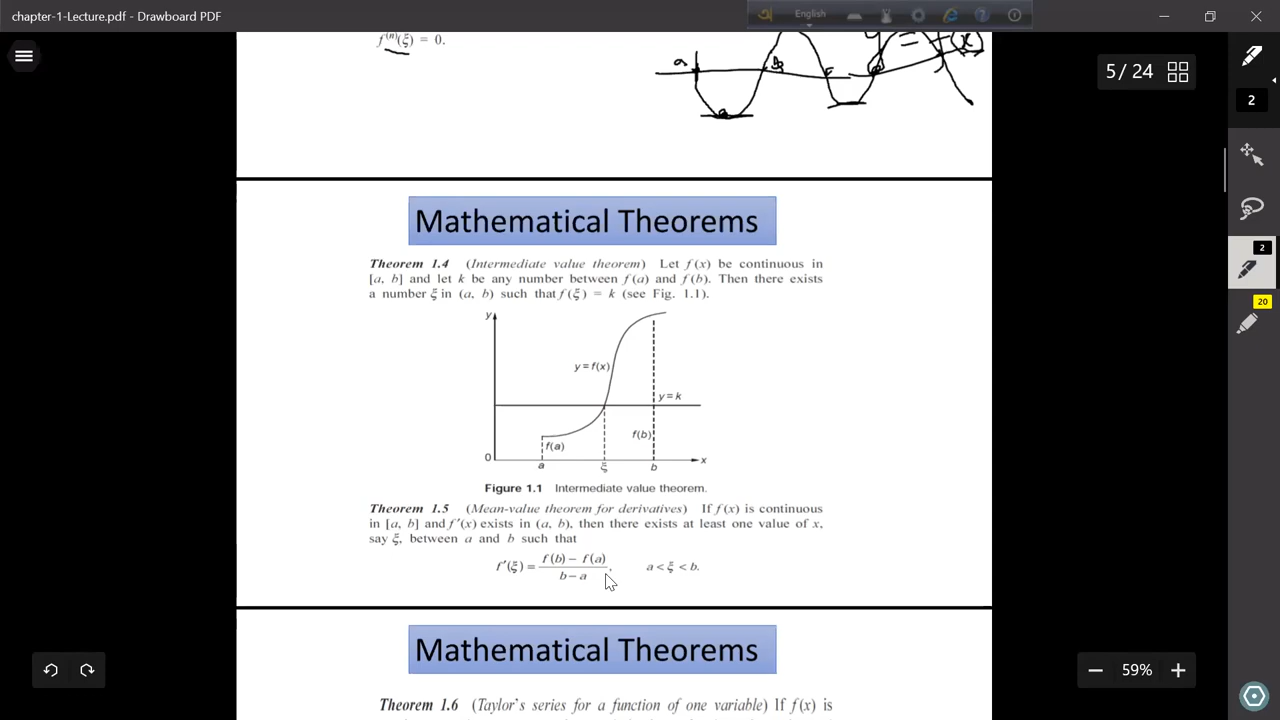 chapter-1-Lecture.pdf - Drawboard PDF
English
f⁽ⁿ⁾(ξ) = 0.
a
b
y = f(x)
5 / 24
2
Mathematical Theorems
Theorem 1.4 (Intermediate value theorem) Let f(x) be continuous in
[a, b] and let k be any number between f(a) and f(b). Then there exists
a number ξ in (a, b) such that f(ξ) = k (see Fig. 1.1).
2
20
y
y = f(x)
y = k
f(b)
f(a)
0
a
ξ
b
x
Figure 1.1 Intermediate value theorem.
Theorem 1.5 (Mean-value theorem for derivatives) If f(x) is continuous
in [a, b] and f′(x) exists in (a, b), then there exists at least one value of x,
say ξ, between a and b such that
f′(ξ) = f(b) − f(a) / b − a, a < ξ < b.
Mathematical Theorems
59%
Theorem 1.6 (Taylor's series for a function of one variable) If f(x) is